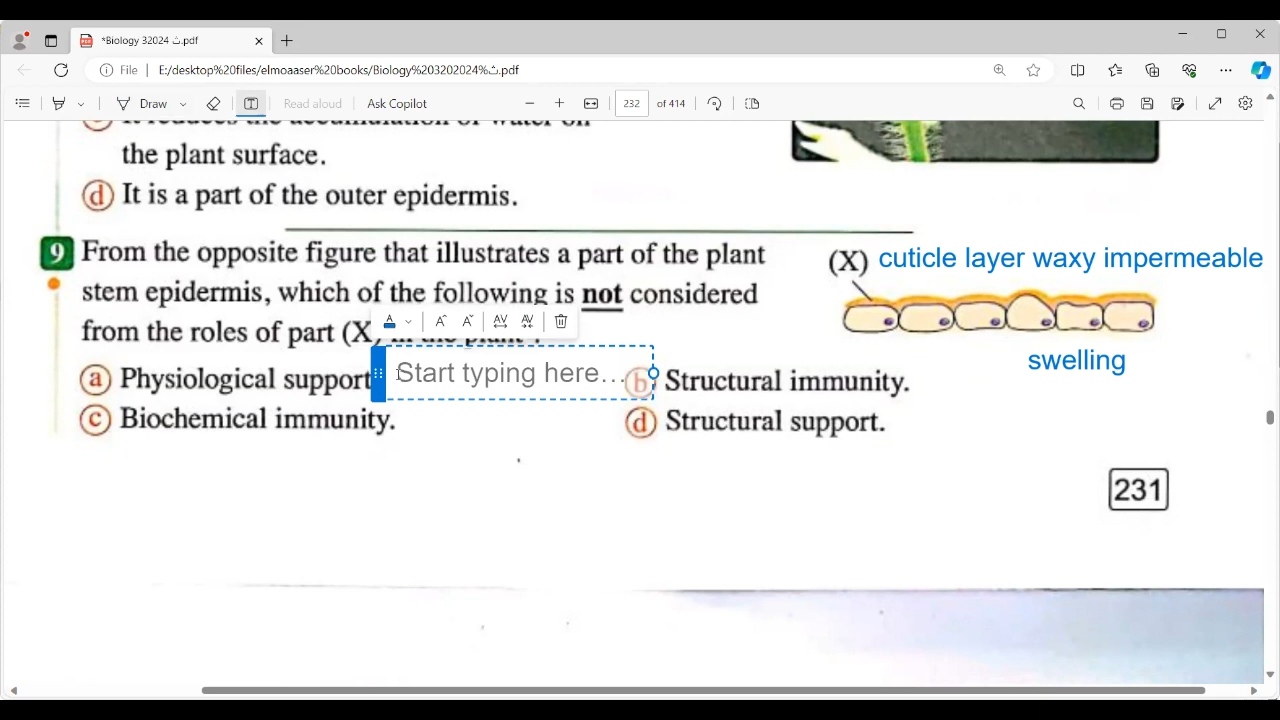 *Biology 32024 ث.pdf
File
E:/desktop%20files/elmoaaser%20books/Biology%203202024%ث.pdf
Draw
Read aloud
Ask Copilot
232
of 414
the plant surface.
d It is a part of the outer epidermis.
9 From the opposite figure that illustrates a part of the plant
stem epidermis, which of the following is not considered
from the roles of part (X) in the plant ?
(X) cuticle layer waxy impermeable
swelling
Start typing here...
a Physiological support
b Structural immunity.
c Biochemical immunity.
d Structural support.
231